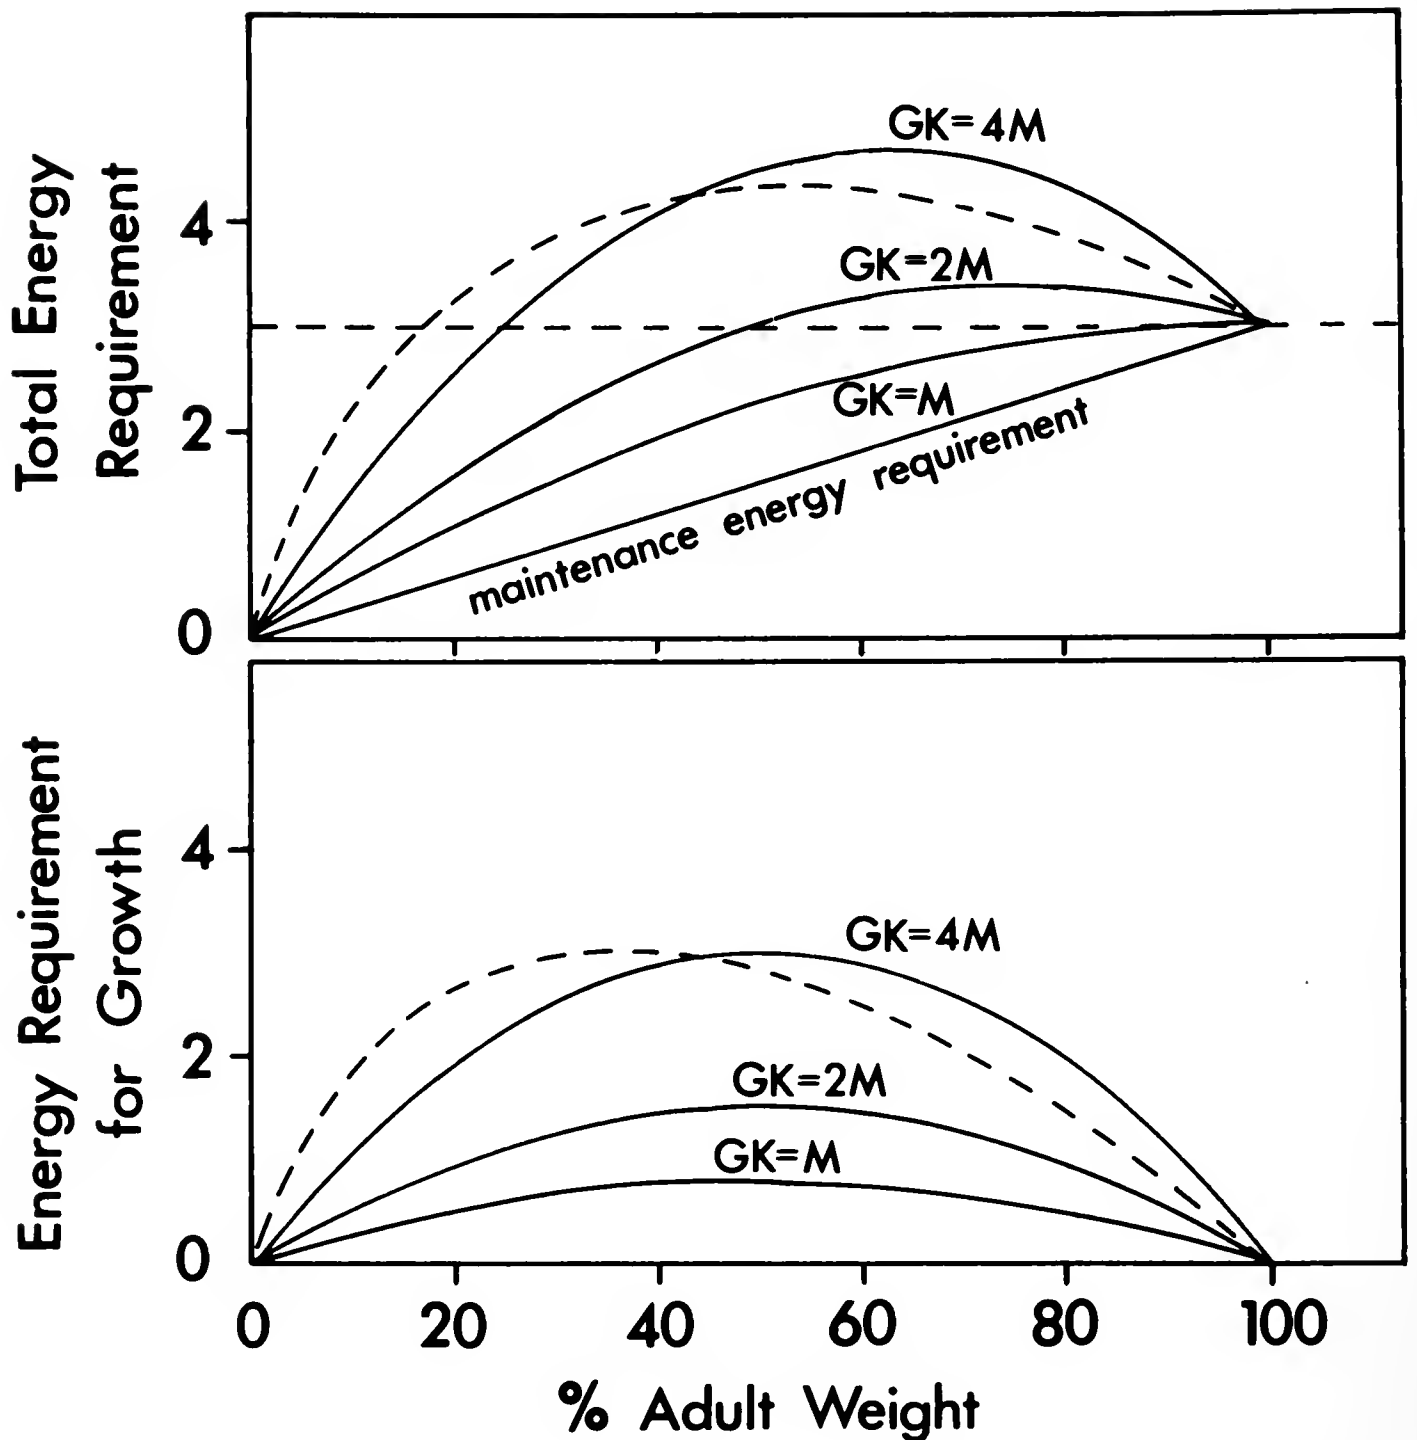 Total Energy
Requirement
4
2
0
GK=4M
GK=2M
GK=M
maintenance energy requirement
Energy Requirement
for Growth
4
2
0
GK=4M
GK=2M
GK=M
0 20 40 60 80 100
% Adult Weight